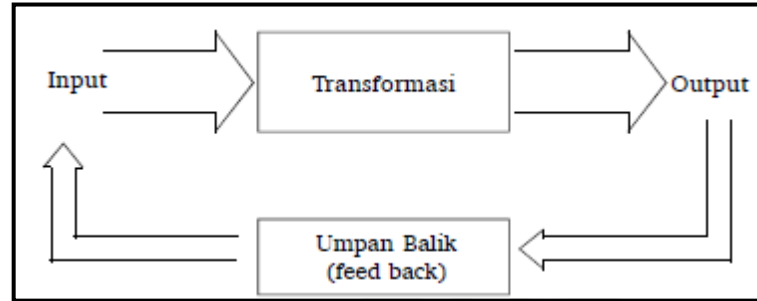 Input
Transformasi
Output
Umpan Balik
(feed back)